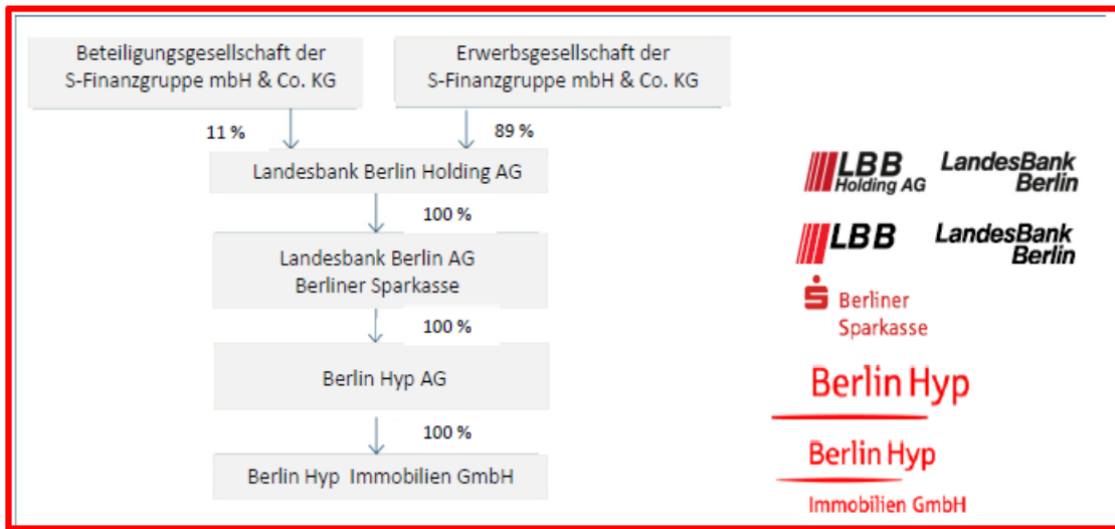 Beteiligungsgesellschaft der
S-Finanzgruppe mbH & Co. KG
Erwerbsgesellschaft der
S-Finanzgruppe mbH & Co. KG
11 %
89 %
Landesbank Berlin Holding AG
100 %
Landesbank Berlin AG
Berliner Sparkasse
100 %
Berlin Hyp AG
100 %
Berlin Hyp Immobilien GmbH
LBB
Holding AG
LandesBank
Berlin
LBB
LandesBank
Berlin
Berliner
Sparkasse
Berlin Hyp
Berlin Hyp
Immobilien GmbH